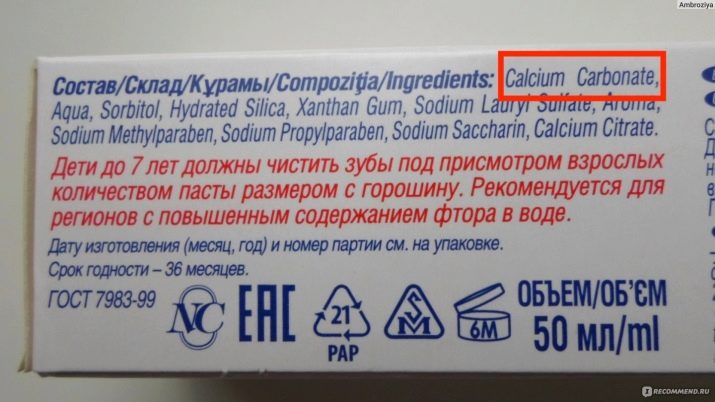 Ambroziya
Состав/Склад/Құрамы/Compoziţia/Ingredients: Calcium Carbonate,
Aqua, Sorbitol, Hydrated Silica, Xanthan Gum, Sodium Lauryl Sulfate, Aroma,
Sodium Methylparaben, Sodium Propylparaben, Sodium Saccharin, Calcium Citrate.
Дети до 7 лет должны чистить зубы под присмотром взрослых
количеством пасты размером с горошину. Рекомендуется для
регионов с повышенным содержанием фтора в воде.
Дату изготовления (месяц, год) и номер партии см. на упаковке.
Срок годности – 36 месяцев.
ГОСТ 7983-99
NC
EAC
21
PAP
6M
ОБЪЕМ/ОБ'ЄМ
50 мл/ml
IRECOMMEND.RU